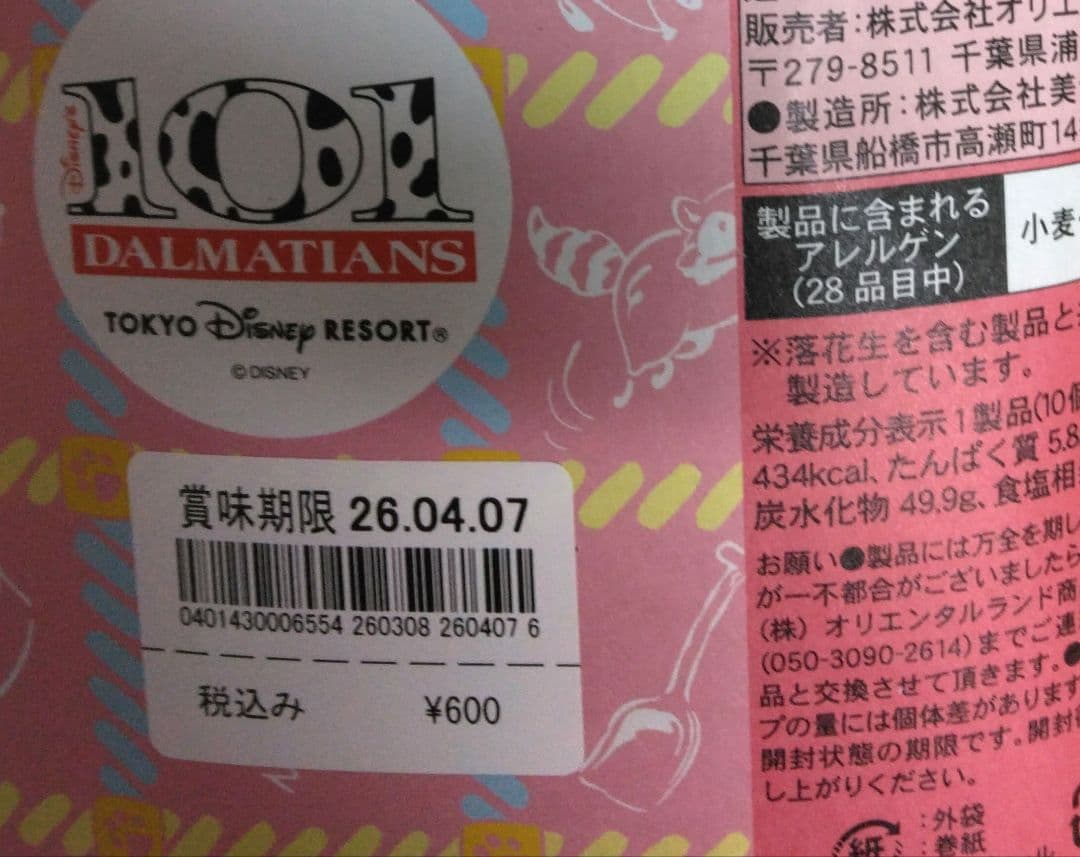 Disney's
101
DALMATIANS
TOKYO Disney RESORT®
©DISNEY
賞味期限 26.04.07
0401430006554 260308 260407 6
税込み ¥600
販売者:株式会社オリエ
〒279-8511 千葉県浦
●製造所:株式会社美
千葉県船橋市高瀬町14
製品に含まれる
アレルゲン
(28 品目中)
小麦
※落花生を含む製品と
製造しています。
栄養成分表示1製品(10個
434kcal、たんぱく質 5.8
炭水化物 49.9g、食塩相
お願い●製品には万全を期し
が一不都合がございましたら
(株) オリエンタルランド商
(050-3090-2614)までご連
品と交換させて頂きます。●
プの量には個体差があります
開封状態の期限です。開封
し上がりください。
紙
:外袋
:巻紙